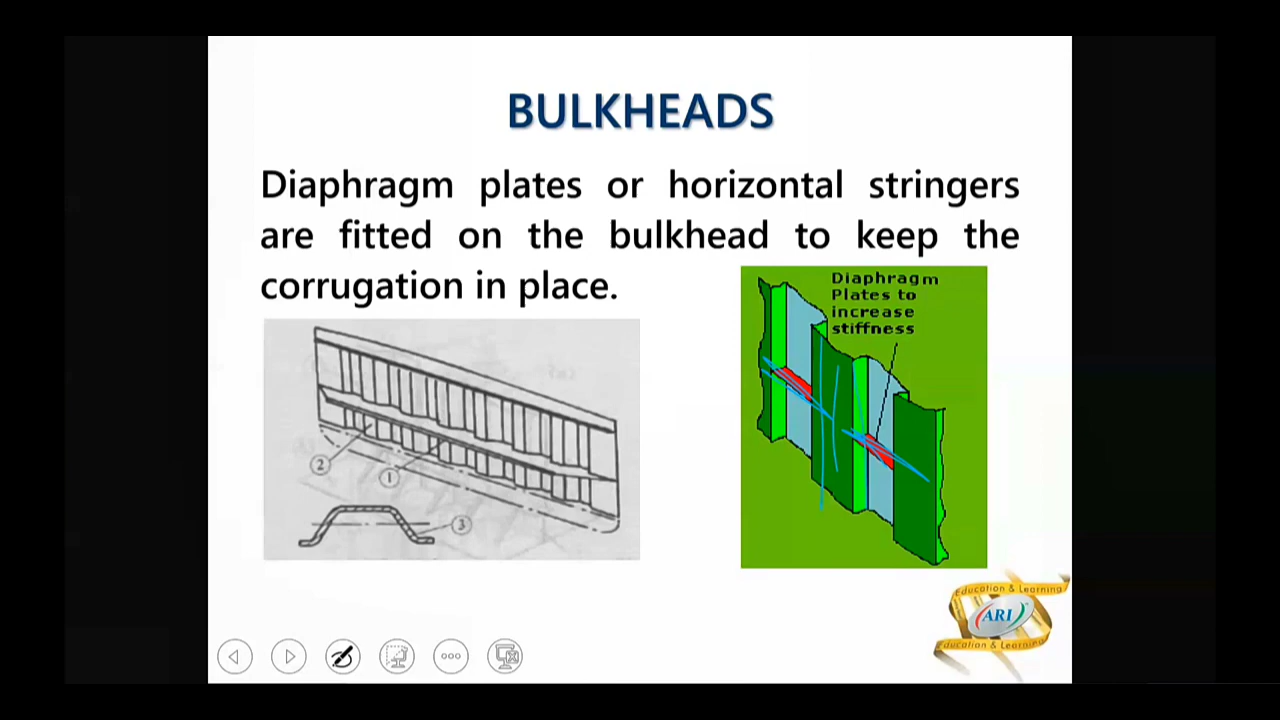 BULKHEADS
Diaphragm plates or horizontal stringers
are fitted on the bulkhead to keep the
corrugation in place.
Diaphragm
Plates to
increase
stiffness
2
1
3
Education & Learning
ARI
Education & Learning